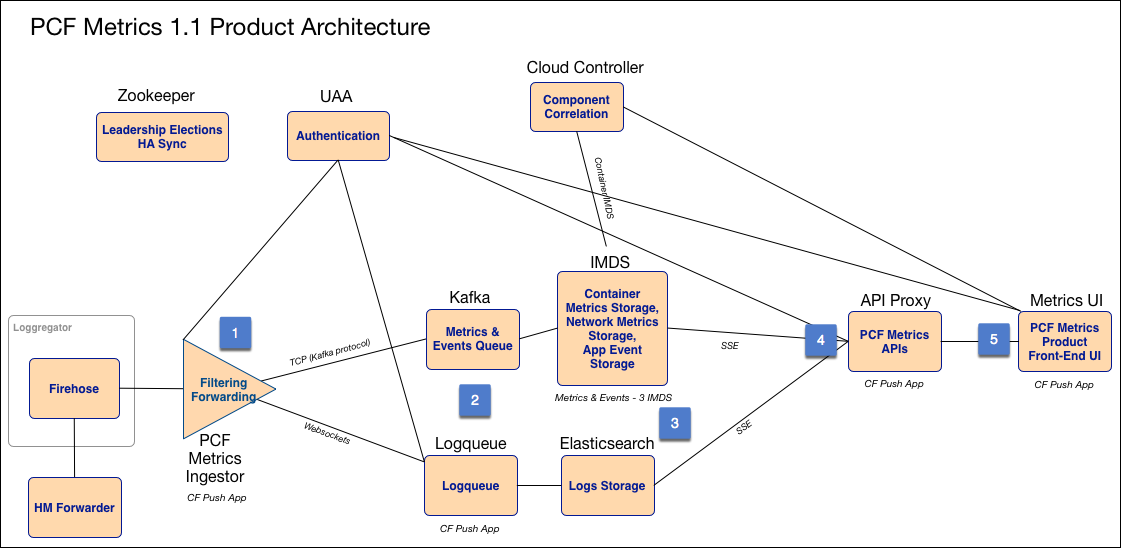 PCF Metrics 1.1 Product Architecture
Cloud Controller
Component
Correlation
Zookeeper
Leadership Elections
HA Sync
UAA
Authentication
Container/IMDS
IMDS
Container
Metrics Storage,
Network Metrics
Storage,
App Event
Storage
Metrics & Events - 3 IMDS
Kafka
Metrics &
Events Queue
API Proxy
PCF Metrics
APIs
CF Push App
Metrics UI
PCF Metrics
Product
Front-End UI
CF Push App
Loggregator
Firehose
HM Forwarder
1
Filtering
Forwarding
PCF
Metrics
Ingestor
CF Push App
TCP (Kafka protocol)
Websockets
2
Logqueue
Logqueue
CF Push App
Elasticsearch
Logs Storage
3
SSE
SSE
4
5